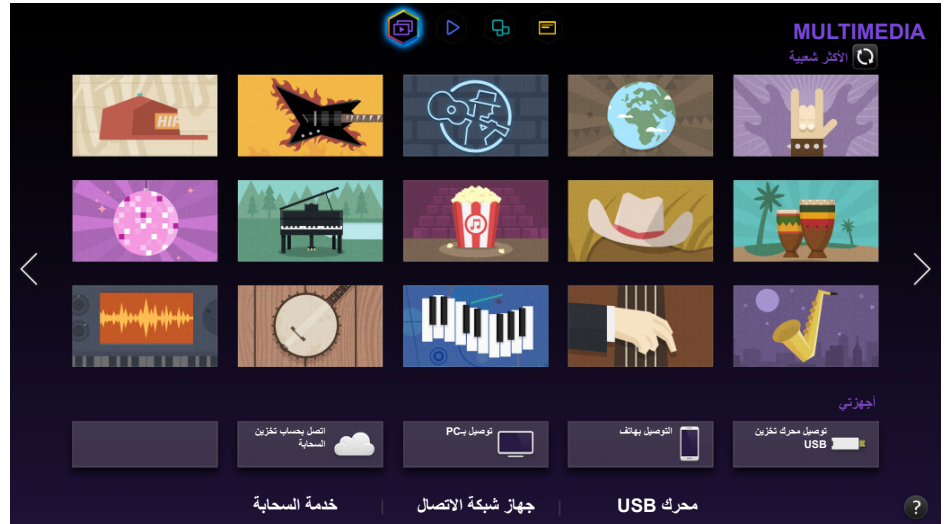 MULTIMEDIA
الأكثر شعبية
HIP
أجهزتي
توصيل محرك تخزين
USB
التوصيل بهاتف
توصيل بـPC
اتصل بحساب تخزين
السحابة
محرك USB
جهاز شبكة الاتصال
خدمة السحابة
?